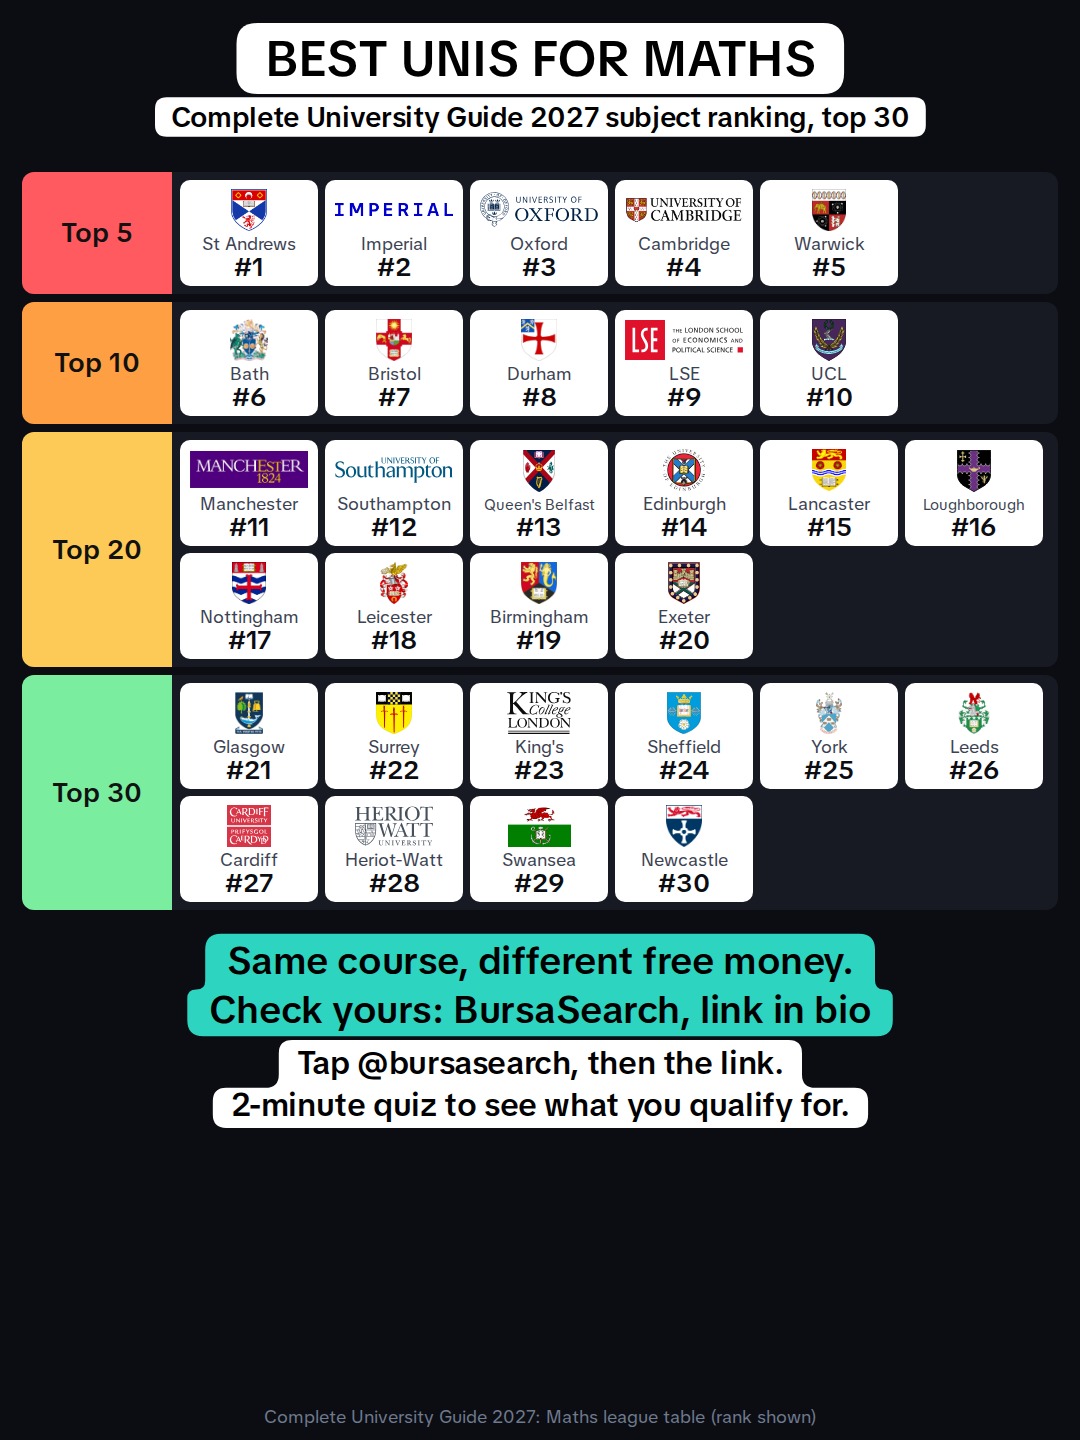 BEST UNIS FOR MATHS
Complete University Guide 2027 subject ranking, top 30
Top 5
St Andrews
#1
IMPERIAL
Imperial
#2
UNIVERSITY OF
OXFORD
Oxford
#3
UNIVERSITY OF
CAMBRIDGE
Cambridge
#4
Warwick
#5
Top 10
Bath
#6
Bristol
#7
Durham
#8
LSE
THE LONDON SCHOOL
OF ECONOMICS AND
POLITICAL SCIENCE
LSE
#9
UCL
#10
Top 20
MANCHESTER
1824
Manchester
#11
UNIVERSITY OF
Southampton
Southampton
#12
Queen's Belfast
#13
Edinburgh
#14
Lancaster
#15
Loughborough
#16
Nottingham
#17
Leicester
#18
Birmingham
#19
Exeter
#20
Top 30
Glasgow
#21
Surrey
#22
KING'S
College
LONDON
King's
#23
Sheffield
#24
York
#25
Leeds
#26
CARDIFF
UNIVERSITY
PRIFYSGOL
CAERDYDD
Cardiff
#27
HERIOT
WATT
UNIVERSITY
Heriot-Watt
#28
Swansea
#29
Newcastle
#30
Same course, different free money.
Check yours: BursaSearch, link in bio
Tap @bursasearch, then the link.
2-minute quiz to see what you qualify for.
Complete University Guide 2027: Maths league table (rank shown)